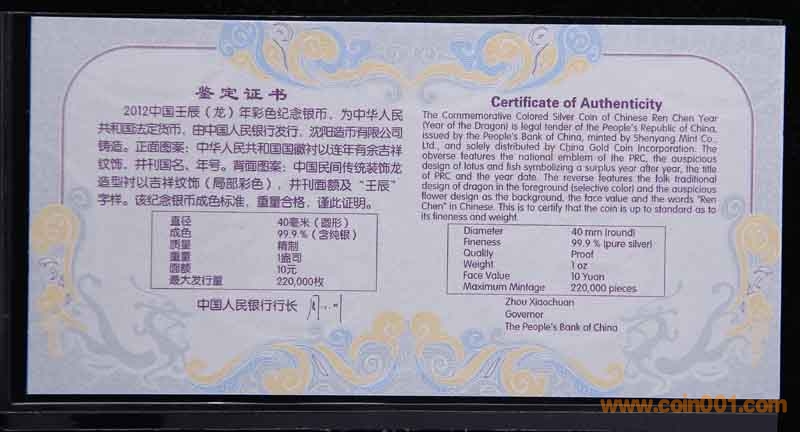 鉴定证书
2012中国壬辰（龙）年彩色纪念银币，为中华人民
共和国法定货币，由中国人民银行发行，沈阳造币有限公司
铸造。正面图案：中华人民共和国国徽衬以连年有余吉祥
纹饰，并刊国名、年号。背面图案：中国民间传统装饰龙
造型衬以吉祥纹饰（局部彩色），并刊面额及“壬辰”
字样。该纪念银币成色标准，重量合格，谨此证明。
直径 40毫米（圆形）
成色 99.9%（含纯银）
质量 精制
重量 1盎司
面额 10元
最大发行量 220,000枚
中国人民银行行长
Certificate of Authenticity
The Commemorative Colored Silver Coin of Chinese Ren Chen Year
(Year of the Dragon) is legal tender of the People's Republic of China,
issued by the People's Bank of China, minted by Shenyang Mint Co.,
Ltd., and solely distributed by China Gold Coin Incorporation. The
obverse features the national emblem of the PRC, the auspicious
design of lotus and fish symbolizing a surplus year after year, the title
of PRC and the year date. The reverse features the folk traditional
design of dragon in the foreground (selective color) and the auspicious
flower design as the background, the face value and the words "Ren
Chen" in Chinese. This is to certify that the coin is up to standard as to
its fineness and weight.
Diameter 40 mm (round)
Fineness 99.9 % (pure silver)
Quality Proof
Weight 1 oz
Face Value 10 Yuan
Maximum Mintage 220,000 pieces
Zhou Xiaochuan
Governor
The People's Bank of China
www.coin001.com